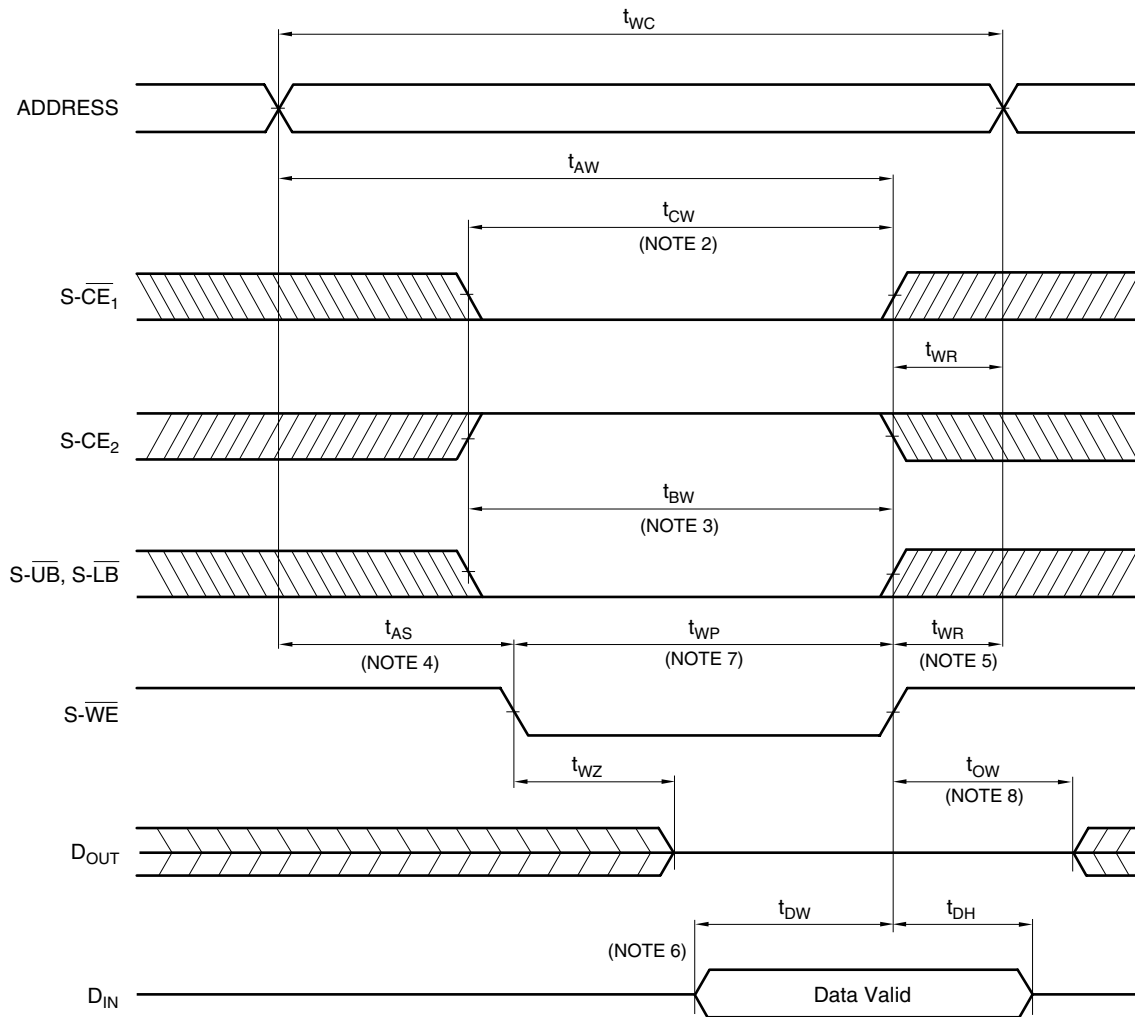 tWC
ADDRESS
tAW
tCW
(NOTE 2)
S-CE1
tWR
S-CE2
tBW
(NOTE 3)
S-UB, S-LB
tAS tWP tWR
(NOTE 4) (NOTE 7) (NOTE 5)
S-WE
tWZ tOW
(NOTE 8)
DOUT
tDW tDH
(NOTE 6)
DIN Data Valid